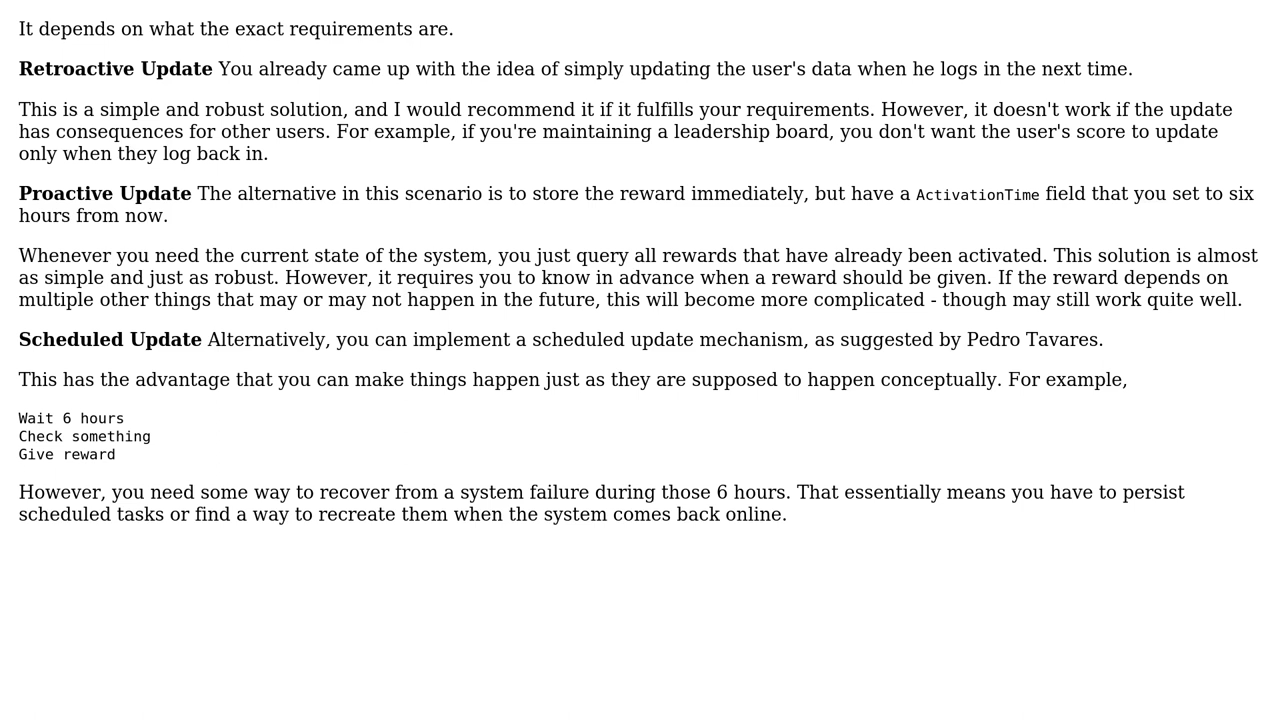 It depends on what the exact requirements are.
Retroactive Update You already came up with the idea of simply updating the user's data when he logs in the next time.
This is a simple and robust solution, and I would recommend it if it fulfills your requirements. However, it doesn't work if the update
has consequences for other users. For example, if you're maintaining a leadership board, you don't want the user's score to update
only when they log back in.
Proactive Update The alternative in this scenario is to store the reward immediately, but have a ActivationTime field that you set to six
hours from now.
Whenever you need the current state of the system, you just query all rewards that have already been activated. This solution is almost
as simple and just as robust. However, it requires you to know in advance when a reward should be given. If the reward depends on
multiple other things that may or may not happen in the future, this will become more complicated - though may still work quite well.
Scheduled Update Alternatively, you can implement a scheduled update mechanism, as suggested by Pedro Tavares.
This has the advantage that you can make things happen just as they are supposed to happen conceptually. For example,
Wait 6 hours
Check something
Give reward
However, you need some way to recover from a system failure during those 6 hours. That essentially means you have to persist
scheduled tasks or find a way to recreate them when the system comes back online.